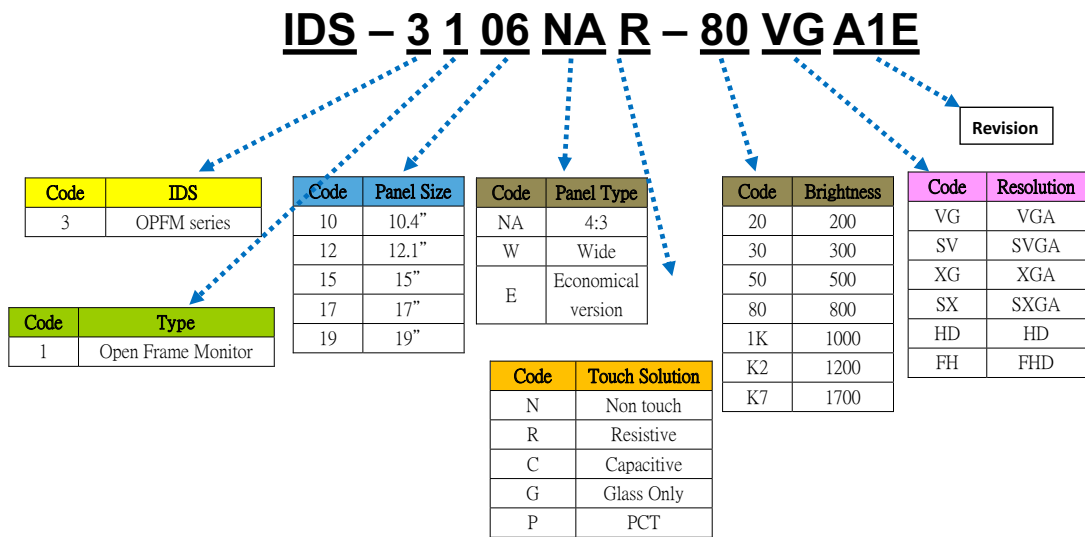 IDS – 3 1 06 NA R – 80 VG A1E
Revision
Code IDS
3 OPFM series
Code Type
1 Open Frame Monitor
Code Panel Size
10 10.4”
12 12.1”
15 15”
17 17”
19 19”
Code Panel Type
NA 4:3
W Wide
E Economical
version
Code Touch Solution
N Non touch
R Resistive
C Capacitive
G Glass Only
P PCT
Code Brightness
20 200
30 300
50 500
80 800
1K 1000
K2 1200
K7 1700
Code Resolution
VG VGA
SV SVGA
XG XGA
SX SXGA
HD HD
FH FHD